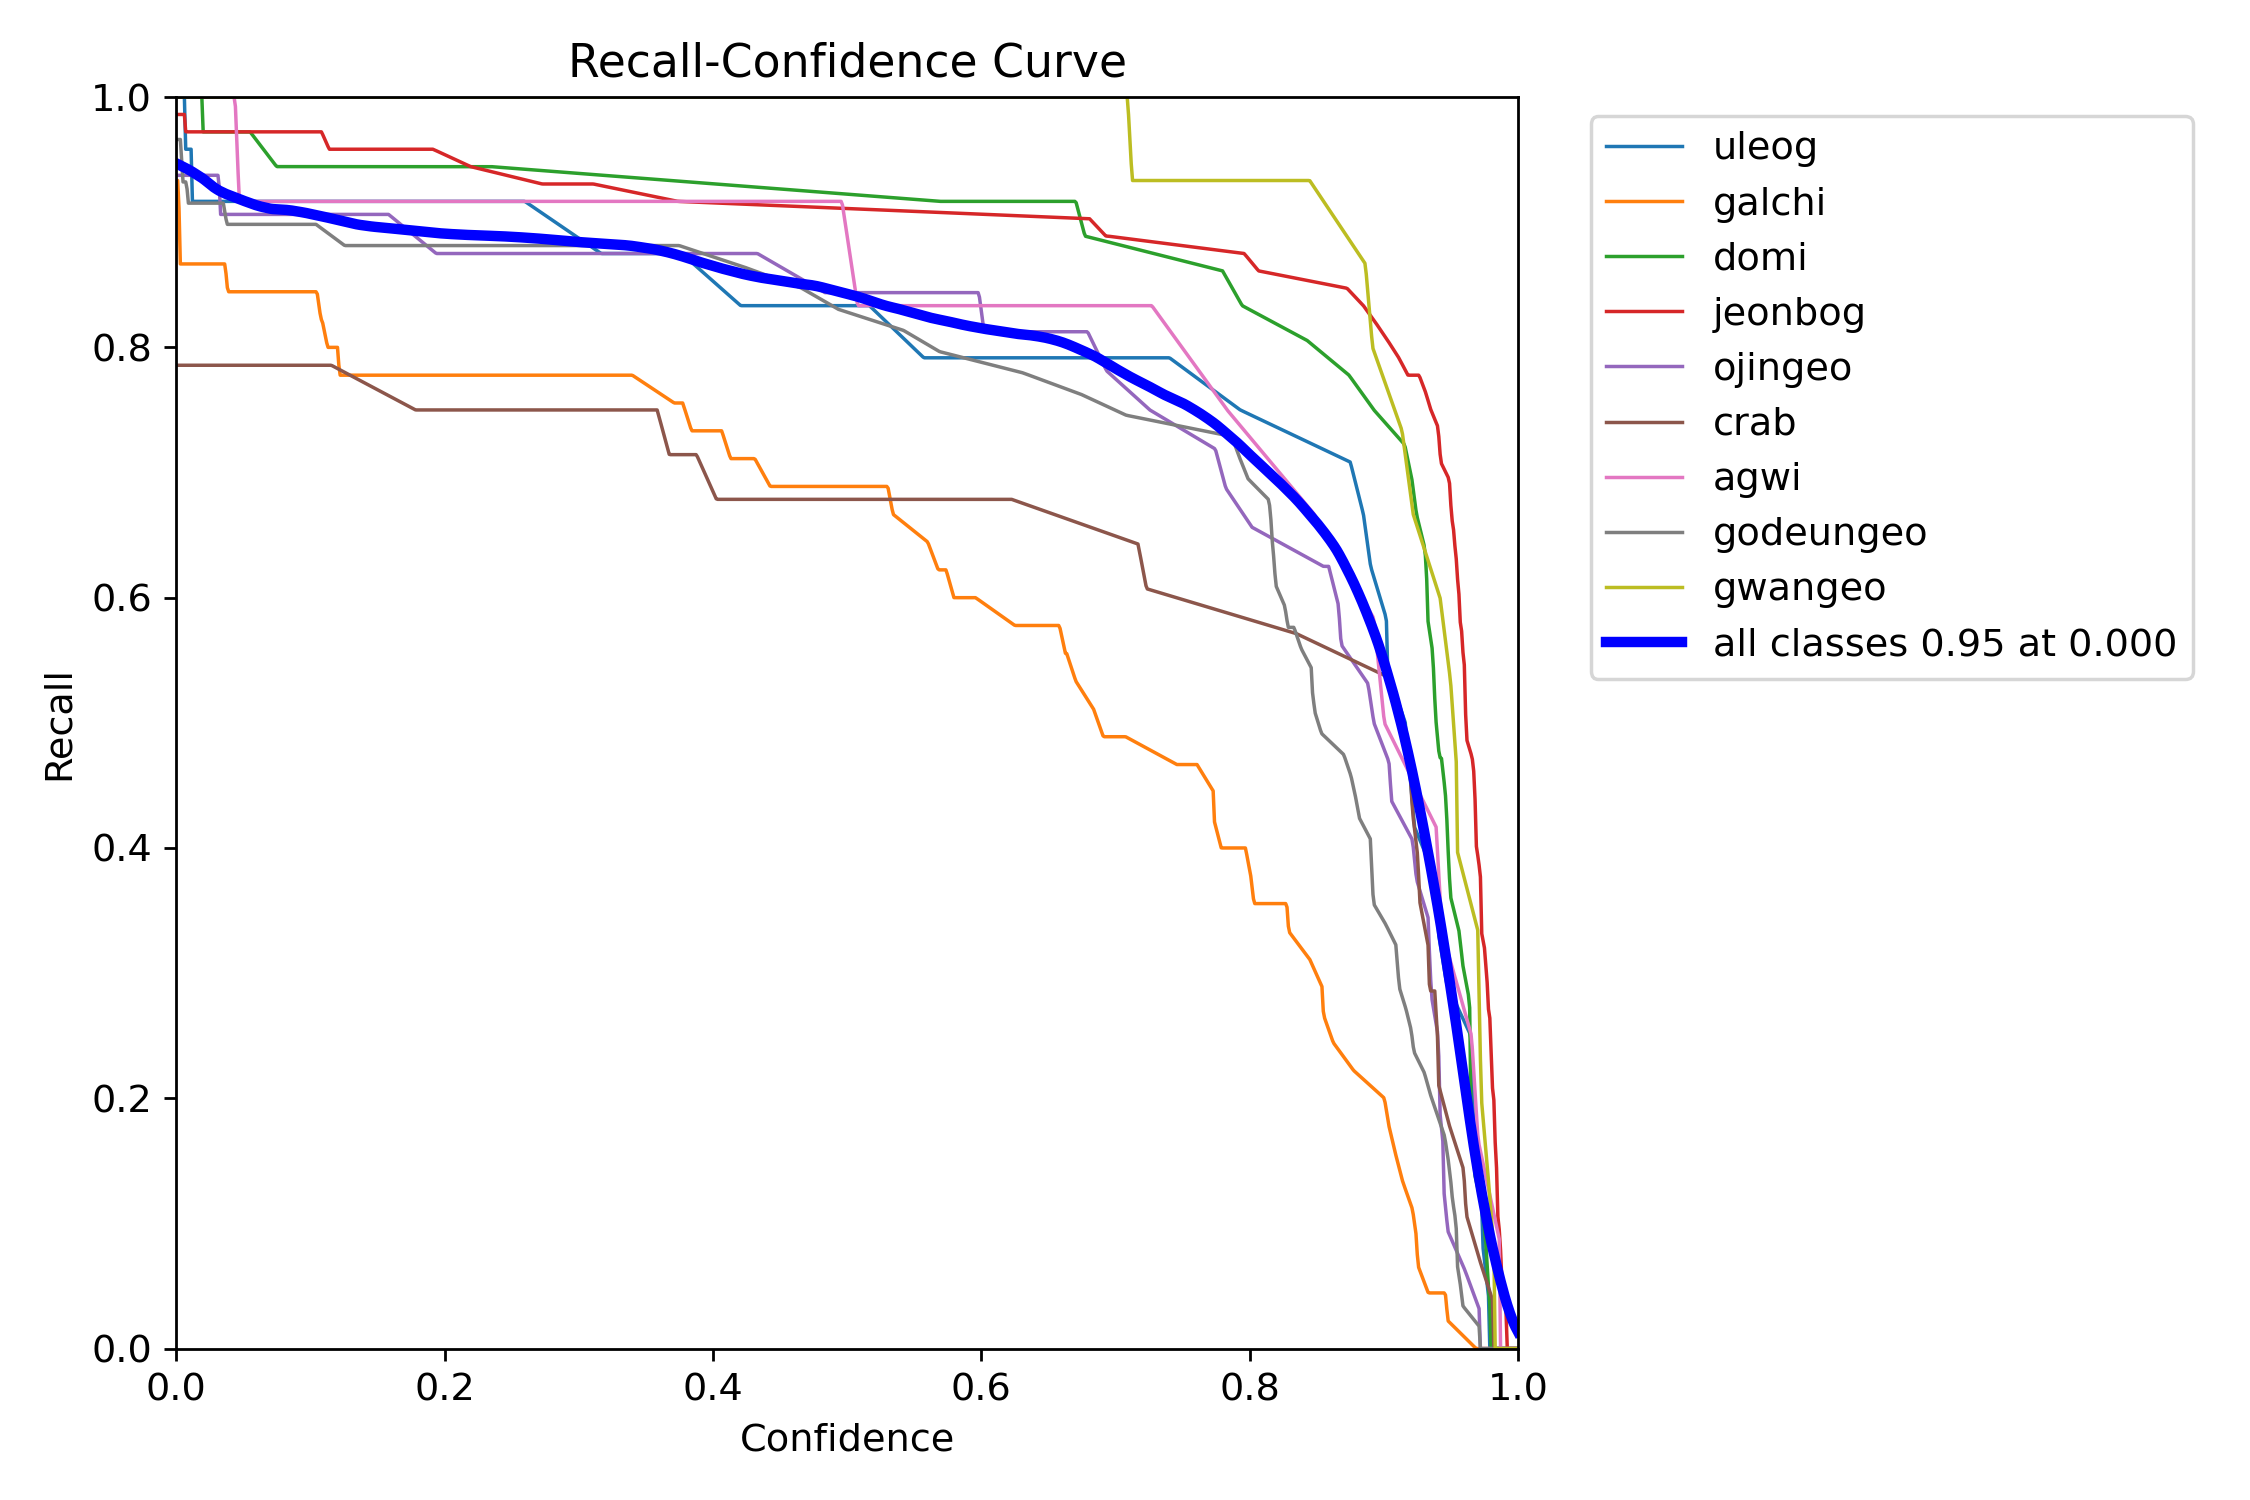 Recall-Confidence Curve
1.0
0.8
0.6
0.4
0.2
0.0
Recall
0.0 0.2 0.4 0.6 0.8 1.0
Confidence
uleog
galchi
domi
jeonbog
ojingeo
crab
agwi
godeungeo
gwangeo
all classes 0.95 at 0.000